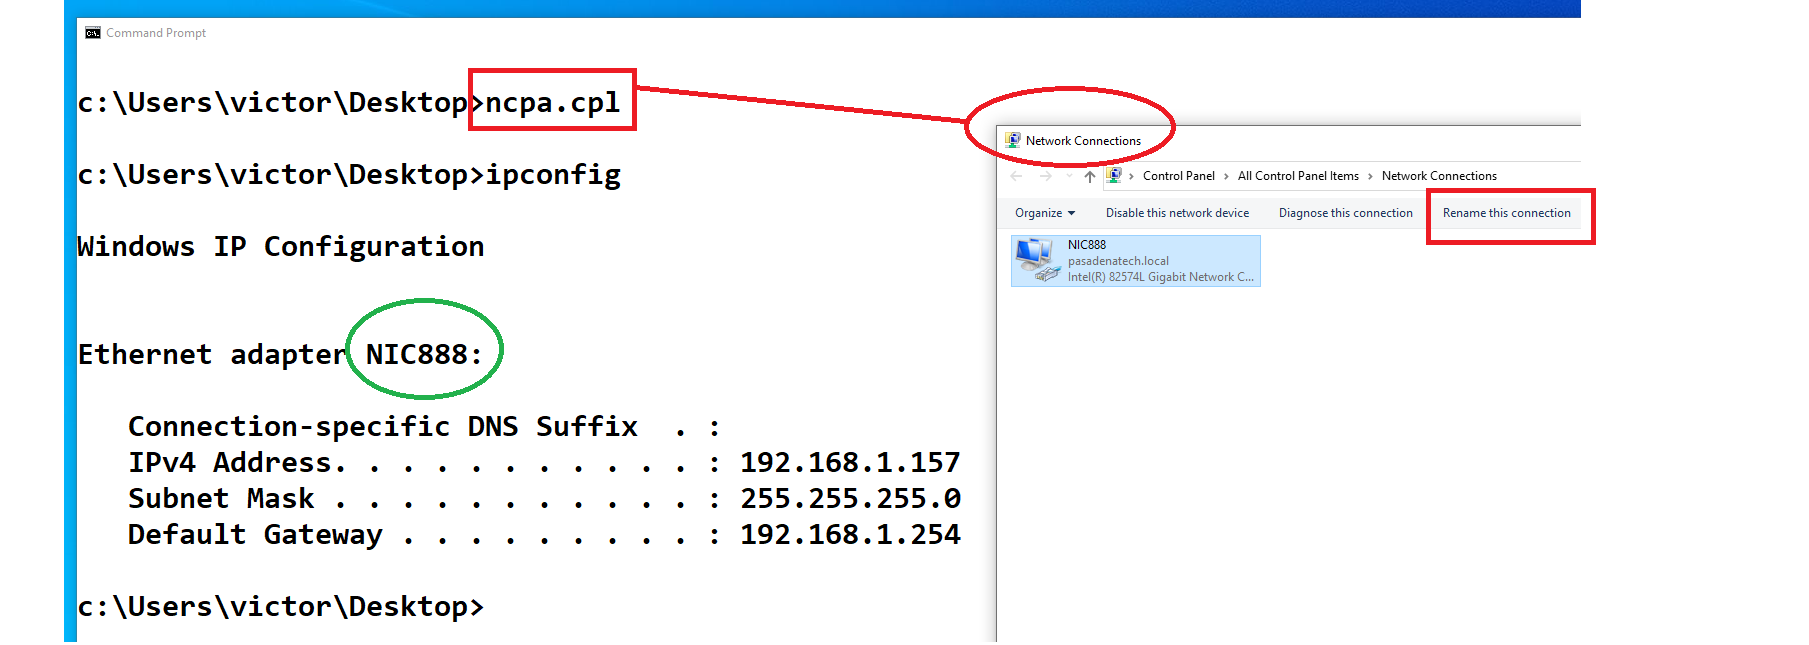 Command Prompt
c:\Users\victor\Desktop>ncpa.cpl
c:\Users\victor\Desktop>ipconfig
Windows IP Configuration
Ethernet adapter NIC888:
Connection-specific DNS Suffix  . :
IPv4 Address. . . . . . . . . . . : 192.168.1.157
Subnet Mask . . . . . . . . . . . : 255.255.255.0
Default Gateway . . . . . . . . . : 192.168.1.254
c:\Users\victor\Desktop>
Network Connections
Control Panel > All Control Panel Items > Network Connections
Organize Disable this network device Diagnose this connection Rename this connection
NIC888
pasadenatech.local
Intel(R) 82574L Gigabit Network C...